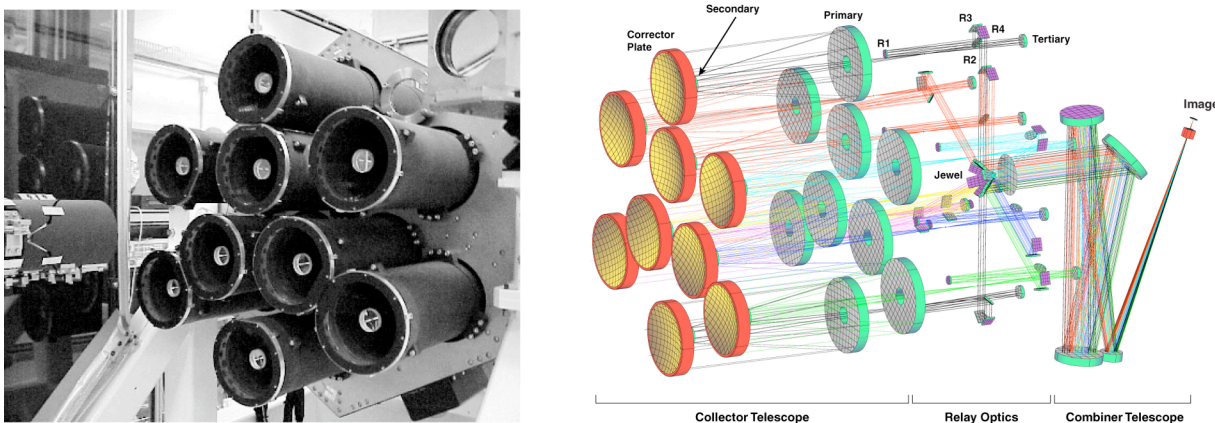 Secondary
Corrector
Plate
Primary
R1
R3
R4
R2
Tertiary
Jewel
Image
Collector Telescope
Relay Optics
Combiner Telescope